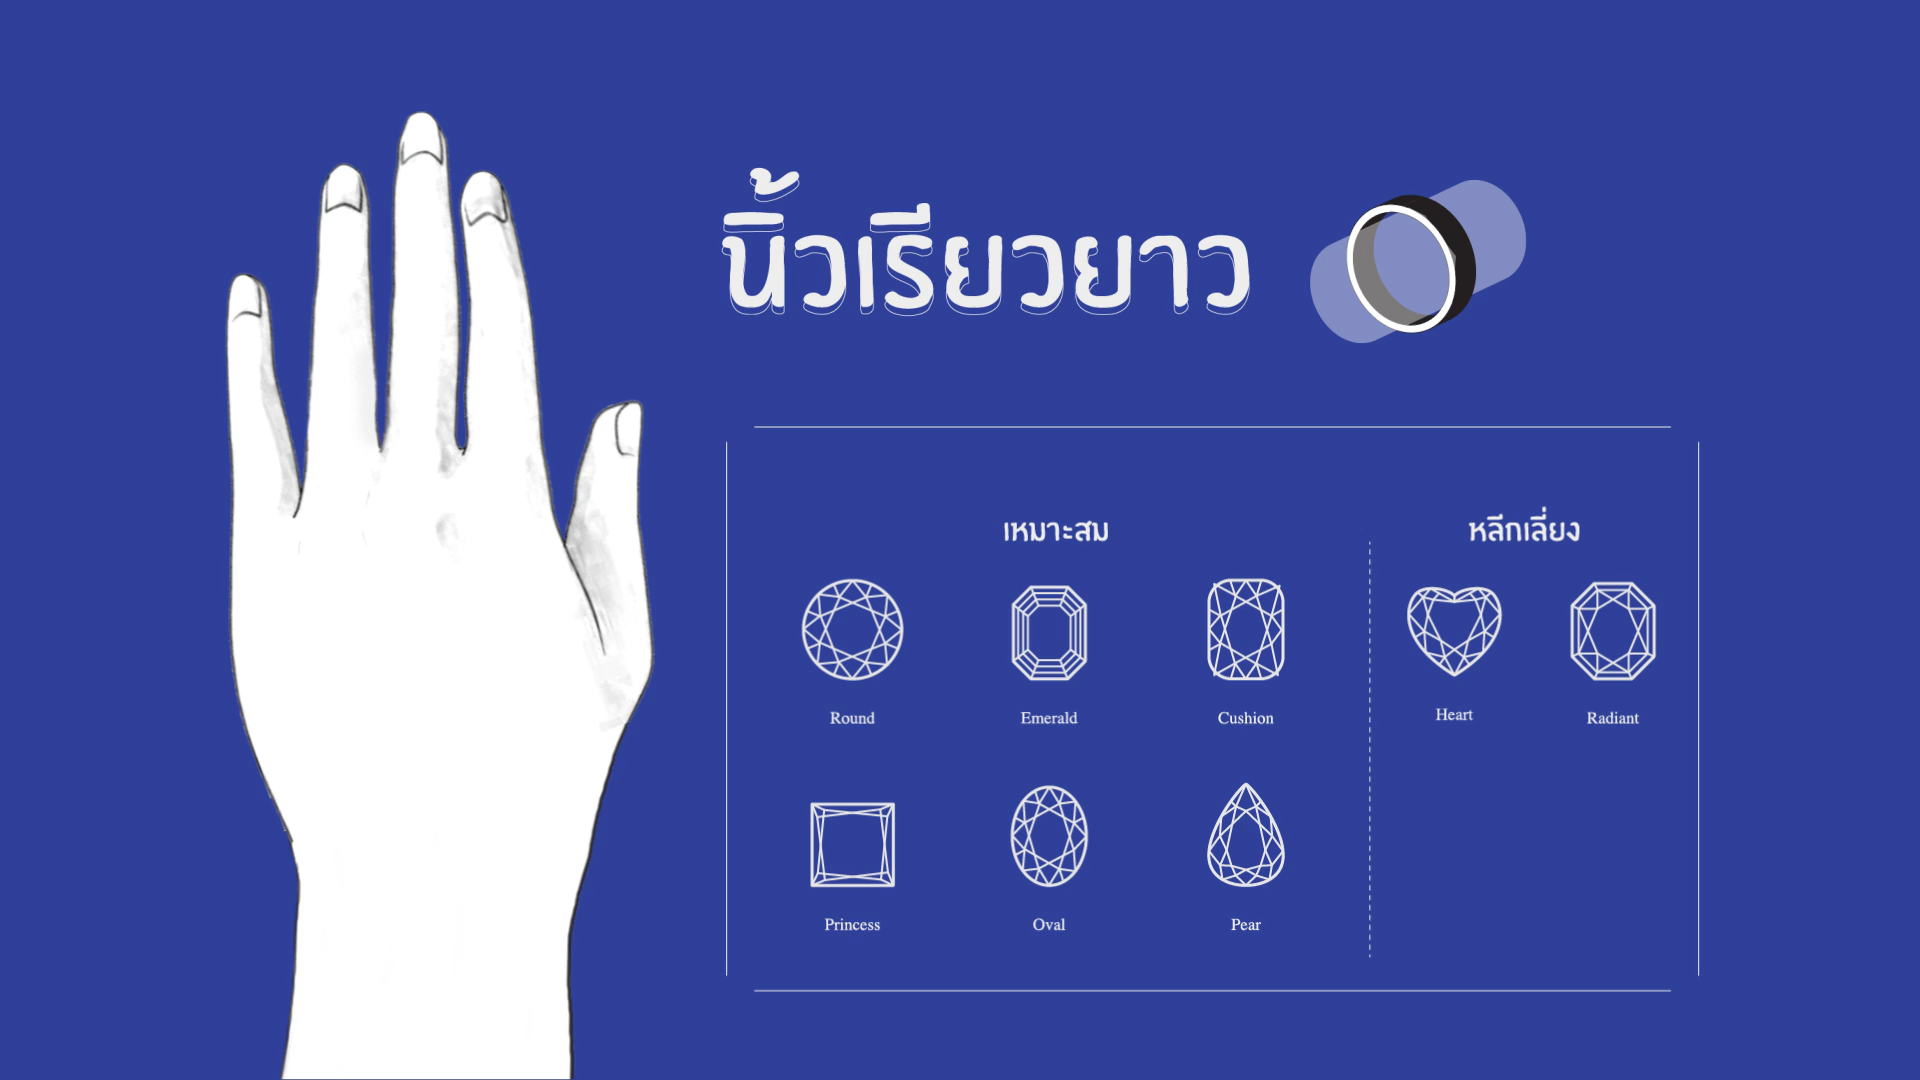 นิ้วเรียวยาว
เหมาะสม
หลีกเลี่ยง
Round
Emerald
Cushion
Heart
Radiant
Princess
Oval
Pear